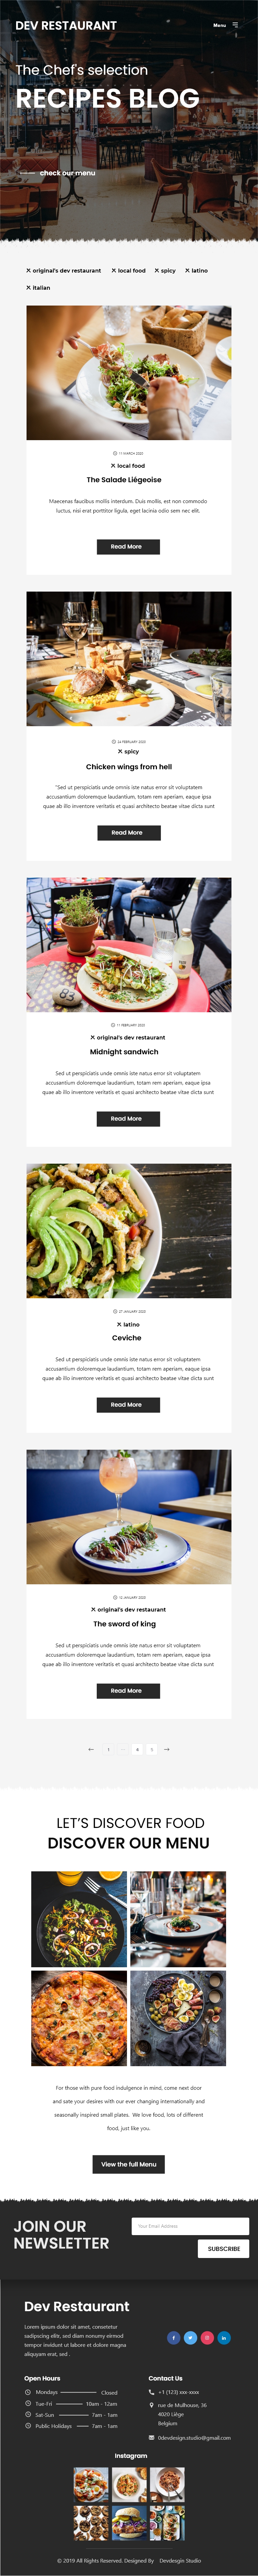 DEV RESTAURANT
Menu
The Chef's selection
RECIPES BLOG
check our menu
original's dev restaurant
local food
spicy
latino
italian
11 MARCH 2020
local food
The Salade Liégeoise
Maecenas faucibus mollis interdum. Duis mollis, est non commodo
luctus, nisi erat porttitor ligula, eget lacinia odio sem nec elit.
Read More
24 FEBRUARY 2020
spicy
Chicken wings from hell
"Sed ut perspiciatis unde omnis iste natus error sit voluptatem
accusantium doloremque laudantium, totam rem aperiam, eaque ipsa
quae ab illo inventore veritatis et quasi architecto beatae vitae dicta sunt
Read More
83
11 FEBRUARY 2020
original's dev restaurant
Midnight sandwich
Sed ut perspiciatis unde omnis iste natus error sit voluptatem
accusantium doloremque laudantium, totam rem aperiam, eaque ipsa
quae ab illo inventore veritatis et quasi architecto beatae vitae dicta sunt
Read More
27 JANUARY 2020
latino
Ceviche
Sed ut perspiciatis unde omnis iste natus error sit voluptatem
accusantium doloremque laudantium, totam rem aperiam, eaque ipsa
quae ab illo inventore veritatis et quasi architecto beatae vitae dicta sunt
Read More
JANUARY 2020
original's dev restaurant
The sword of king
Sed ut perspiciatis unde omnis iste natus error sit voluptatem
accusantium doloremque laudantium, totam rem aperiam, eaque ipsa
quae ab illo inventore veritatis et quasi architecto beatae vitae dicta sunt
Read More
1 ... 4 5
LET'S DISCOVER FOOD
DISCOVER OUR MENU
For those with pure food indulgence in mind, come next door
and sate your desires with our ever changing internationally and
seasonally inspired small plates. We love food, lots of different
food, just like you.
View the full Menu
JOIN OUR
NEWSLETTER
Your Email Address
SUBSCRIBE
Dev Restaurant
Lorem ipsum dolor sit amet, consetetur
sadipscing elitr, sed diam nonumy eirmod
tempor invidunt ut labore et dolore magna
aliquyam erat, sed .
Open Hours
Mondays Closed
Tue-Fri 10am - 12am
Sat-Sun 7am - 1am
Public Holidays 7am - 1am
Contact Us
+1 (123) xxx-xxxx
rue de Mulhouse, 36
4020 Liège
Belgium
0devdesign.studio@gmail.com
Instagram
© 2019 All Rights Reserved. Designed By Devdesgin Studio